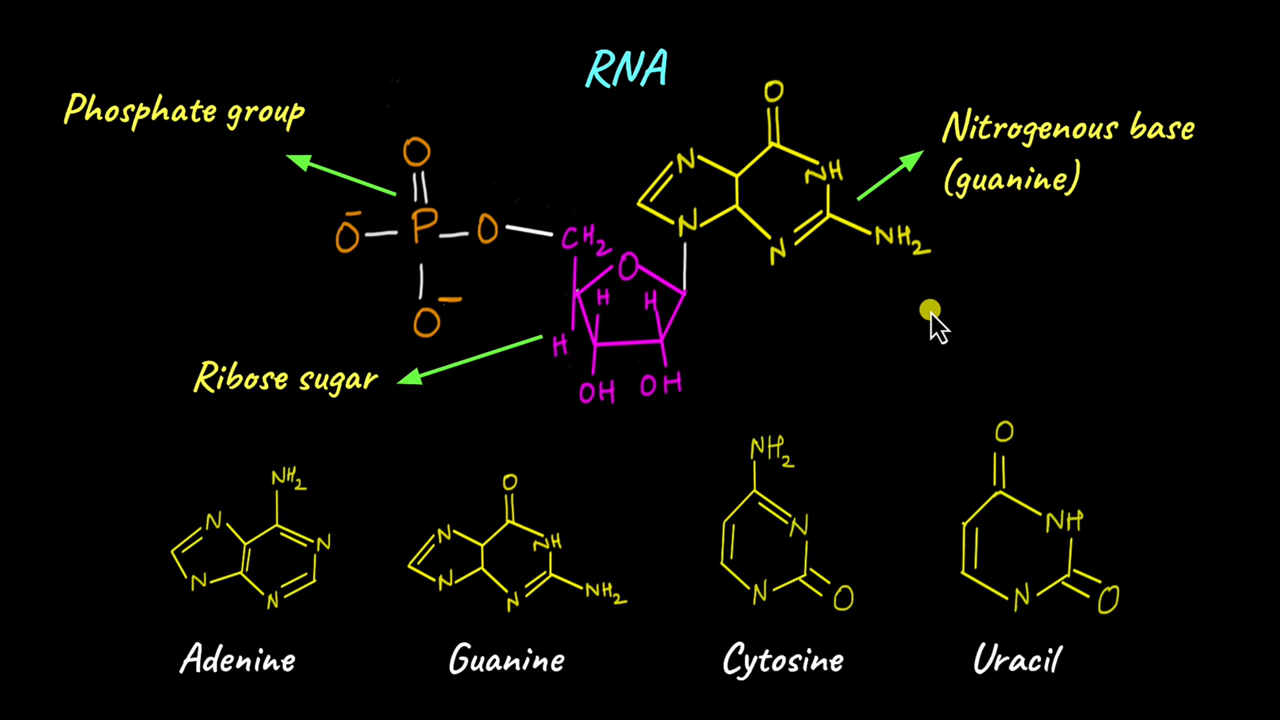 RNA
Phosphate group
Nitrogenous base
(guanine)
O
O
N
NH
O⁻
P
O
CH₂
N
N
NH₂
O
H
H
O⁻
H
Ribose sugar
OH
OH
NH₂
N
N
N
N
Adenine
O
N
NH
N
N
NH₂
Guanine
NH₂
N
N
O
Cytosine
O
NH
N
O
Uracil